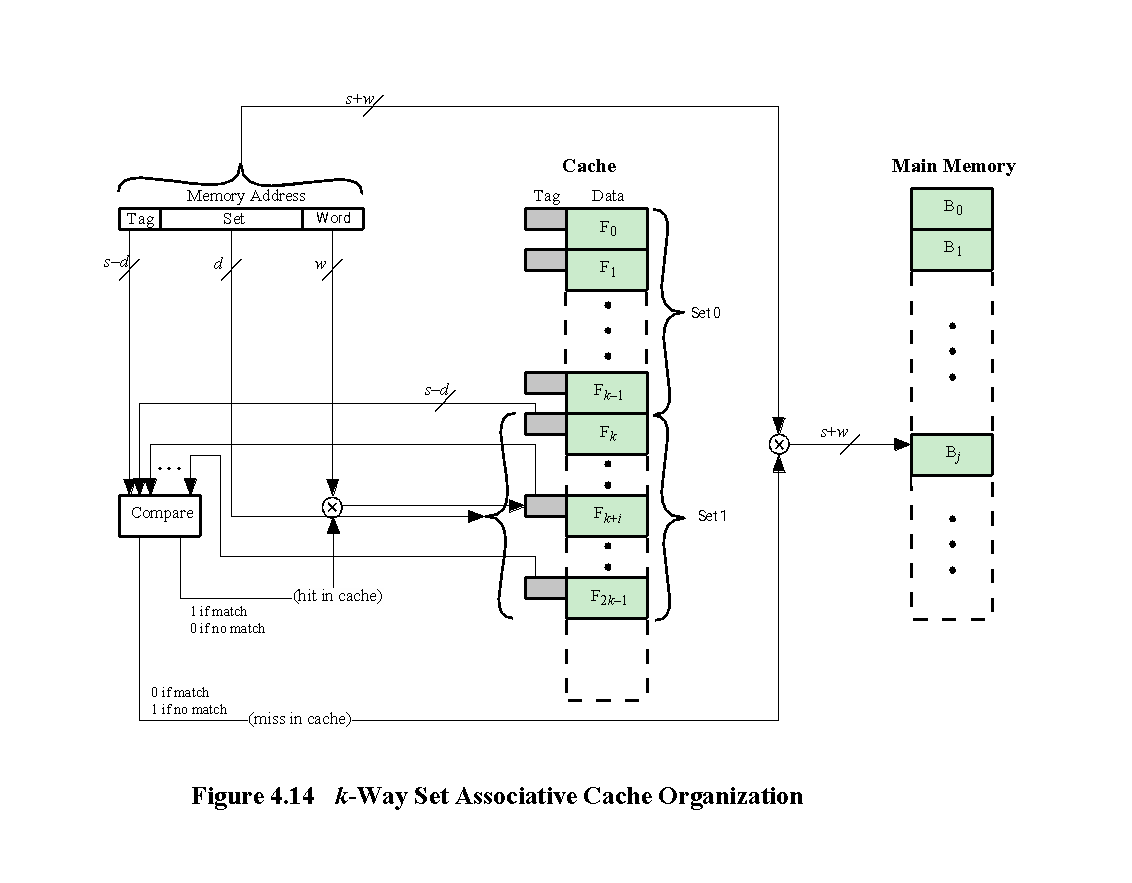 s+w
Cache
Main Memory
Memory Address
Tag Data
Tag Set Word
F0
B0
F1
B1
s–d d w
Set 0
s–d
Fk–1
Fk
s+w
Bj
Compare
Fk+i
Set 1
(hit in cache)
F2k–1
1 if match
0 if no match
0 if match
1 if no match
(miss in cache)
Figure 4.14 k-Way Set Associative Cache Organization